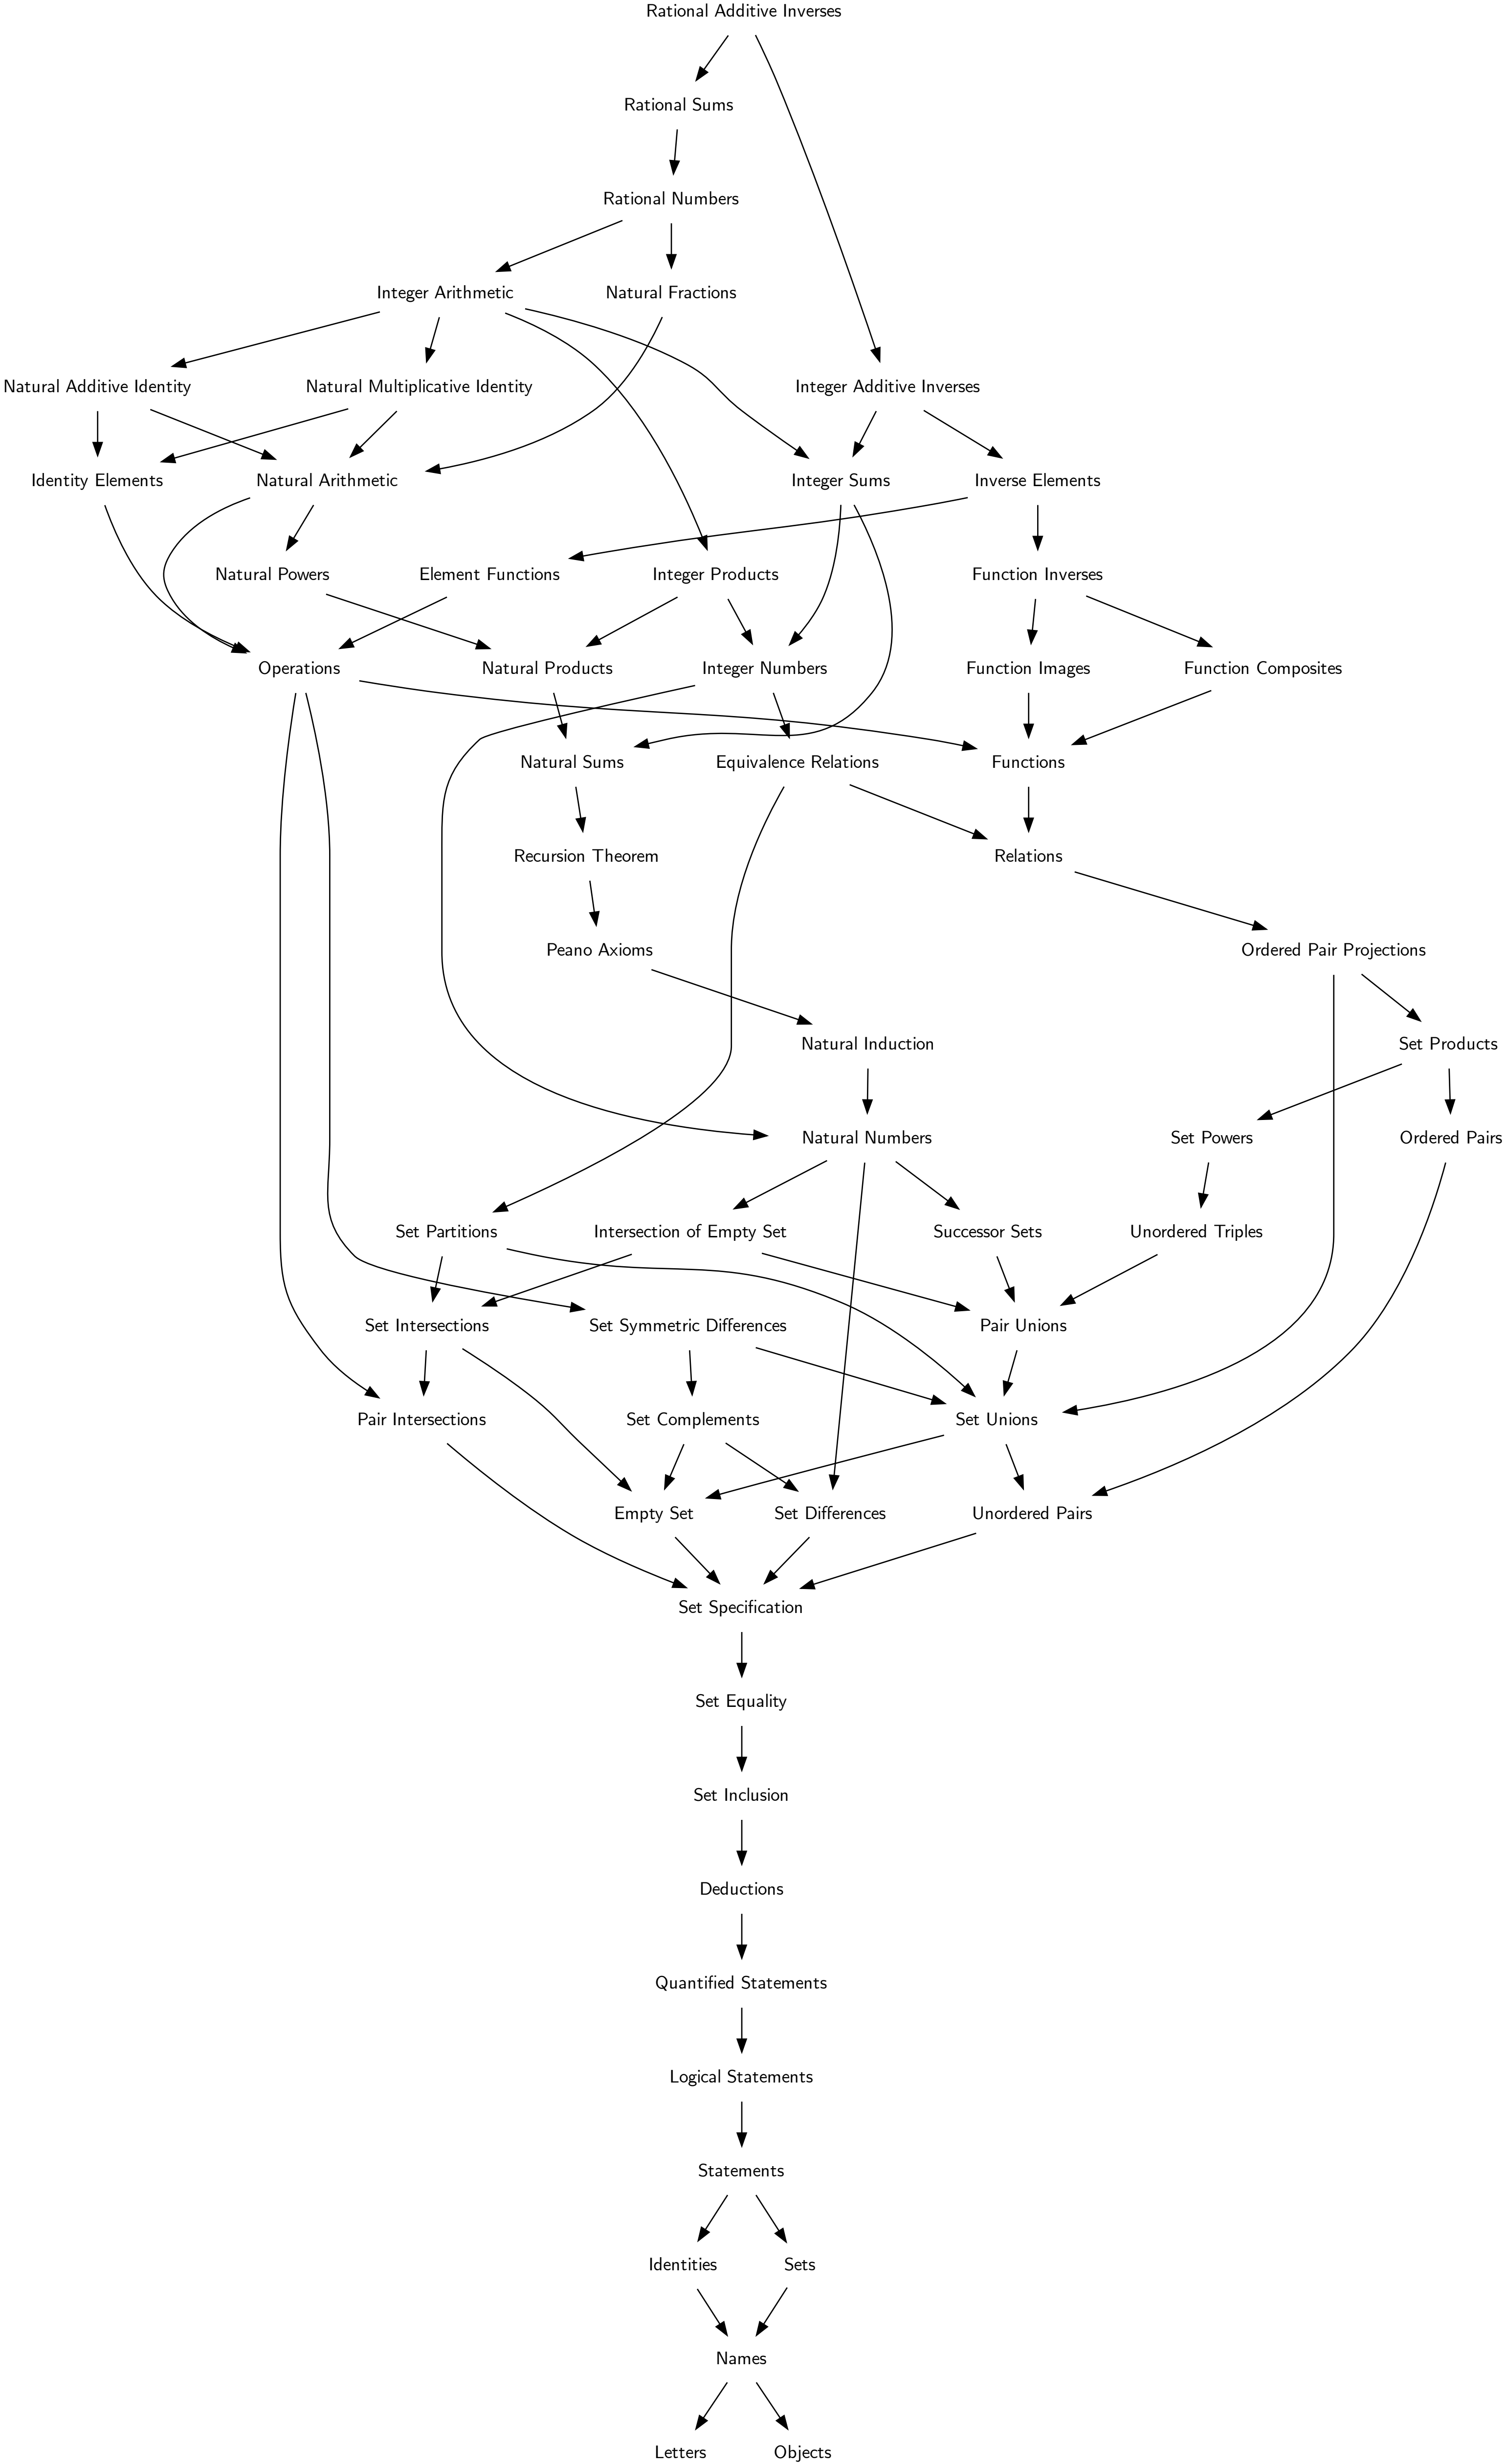 Rational Additive Inverses
Rational Sums
Rational Numbers
Integer Arithmetic
Natural Fractions
Natural Additive Identity
Natural Multiplicative Identity
Integer Additive Inverses
Identity Elements
Natural Arithmetic
Integer Sums
Inverse Elements
Natural Powers
Element Functions
Integer Products
Function Inverses
Operations
Natural Products
Integer Numbers
Function Images
Function Composites
Natural Sums
Equivalence Relations
Functions
Recursion Theorem
Relations
Peano Axioms
Ordered Pair Projections
Natural Induction
Set Products
Natural Numbers
Set Powers
Ordered Pairs
Set Partitions
Intersection of Empty Set
Successor Sets
Unordered Triples
Set Intersections
Set Symmetric Differences
Pair Unions
Pair Intersections
Set Complements
Set Unions
Empty Set
Set Differences
Unordered Pairs
Set Specification
Set Equality
Set Inclusion
Deductions
Quantified Statements
Logical Statements
Statements
Identities
Sets
Names
Letters
Objects